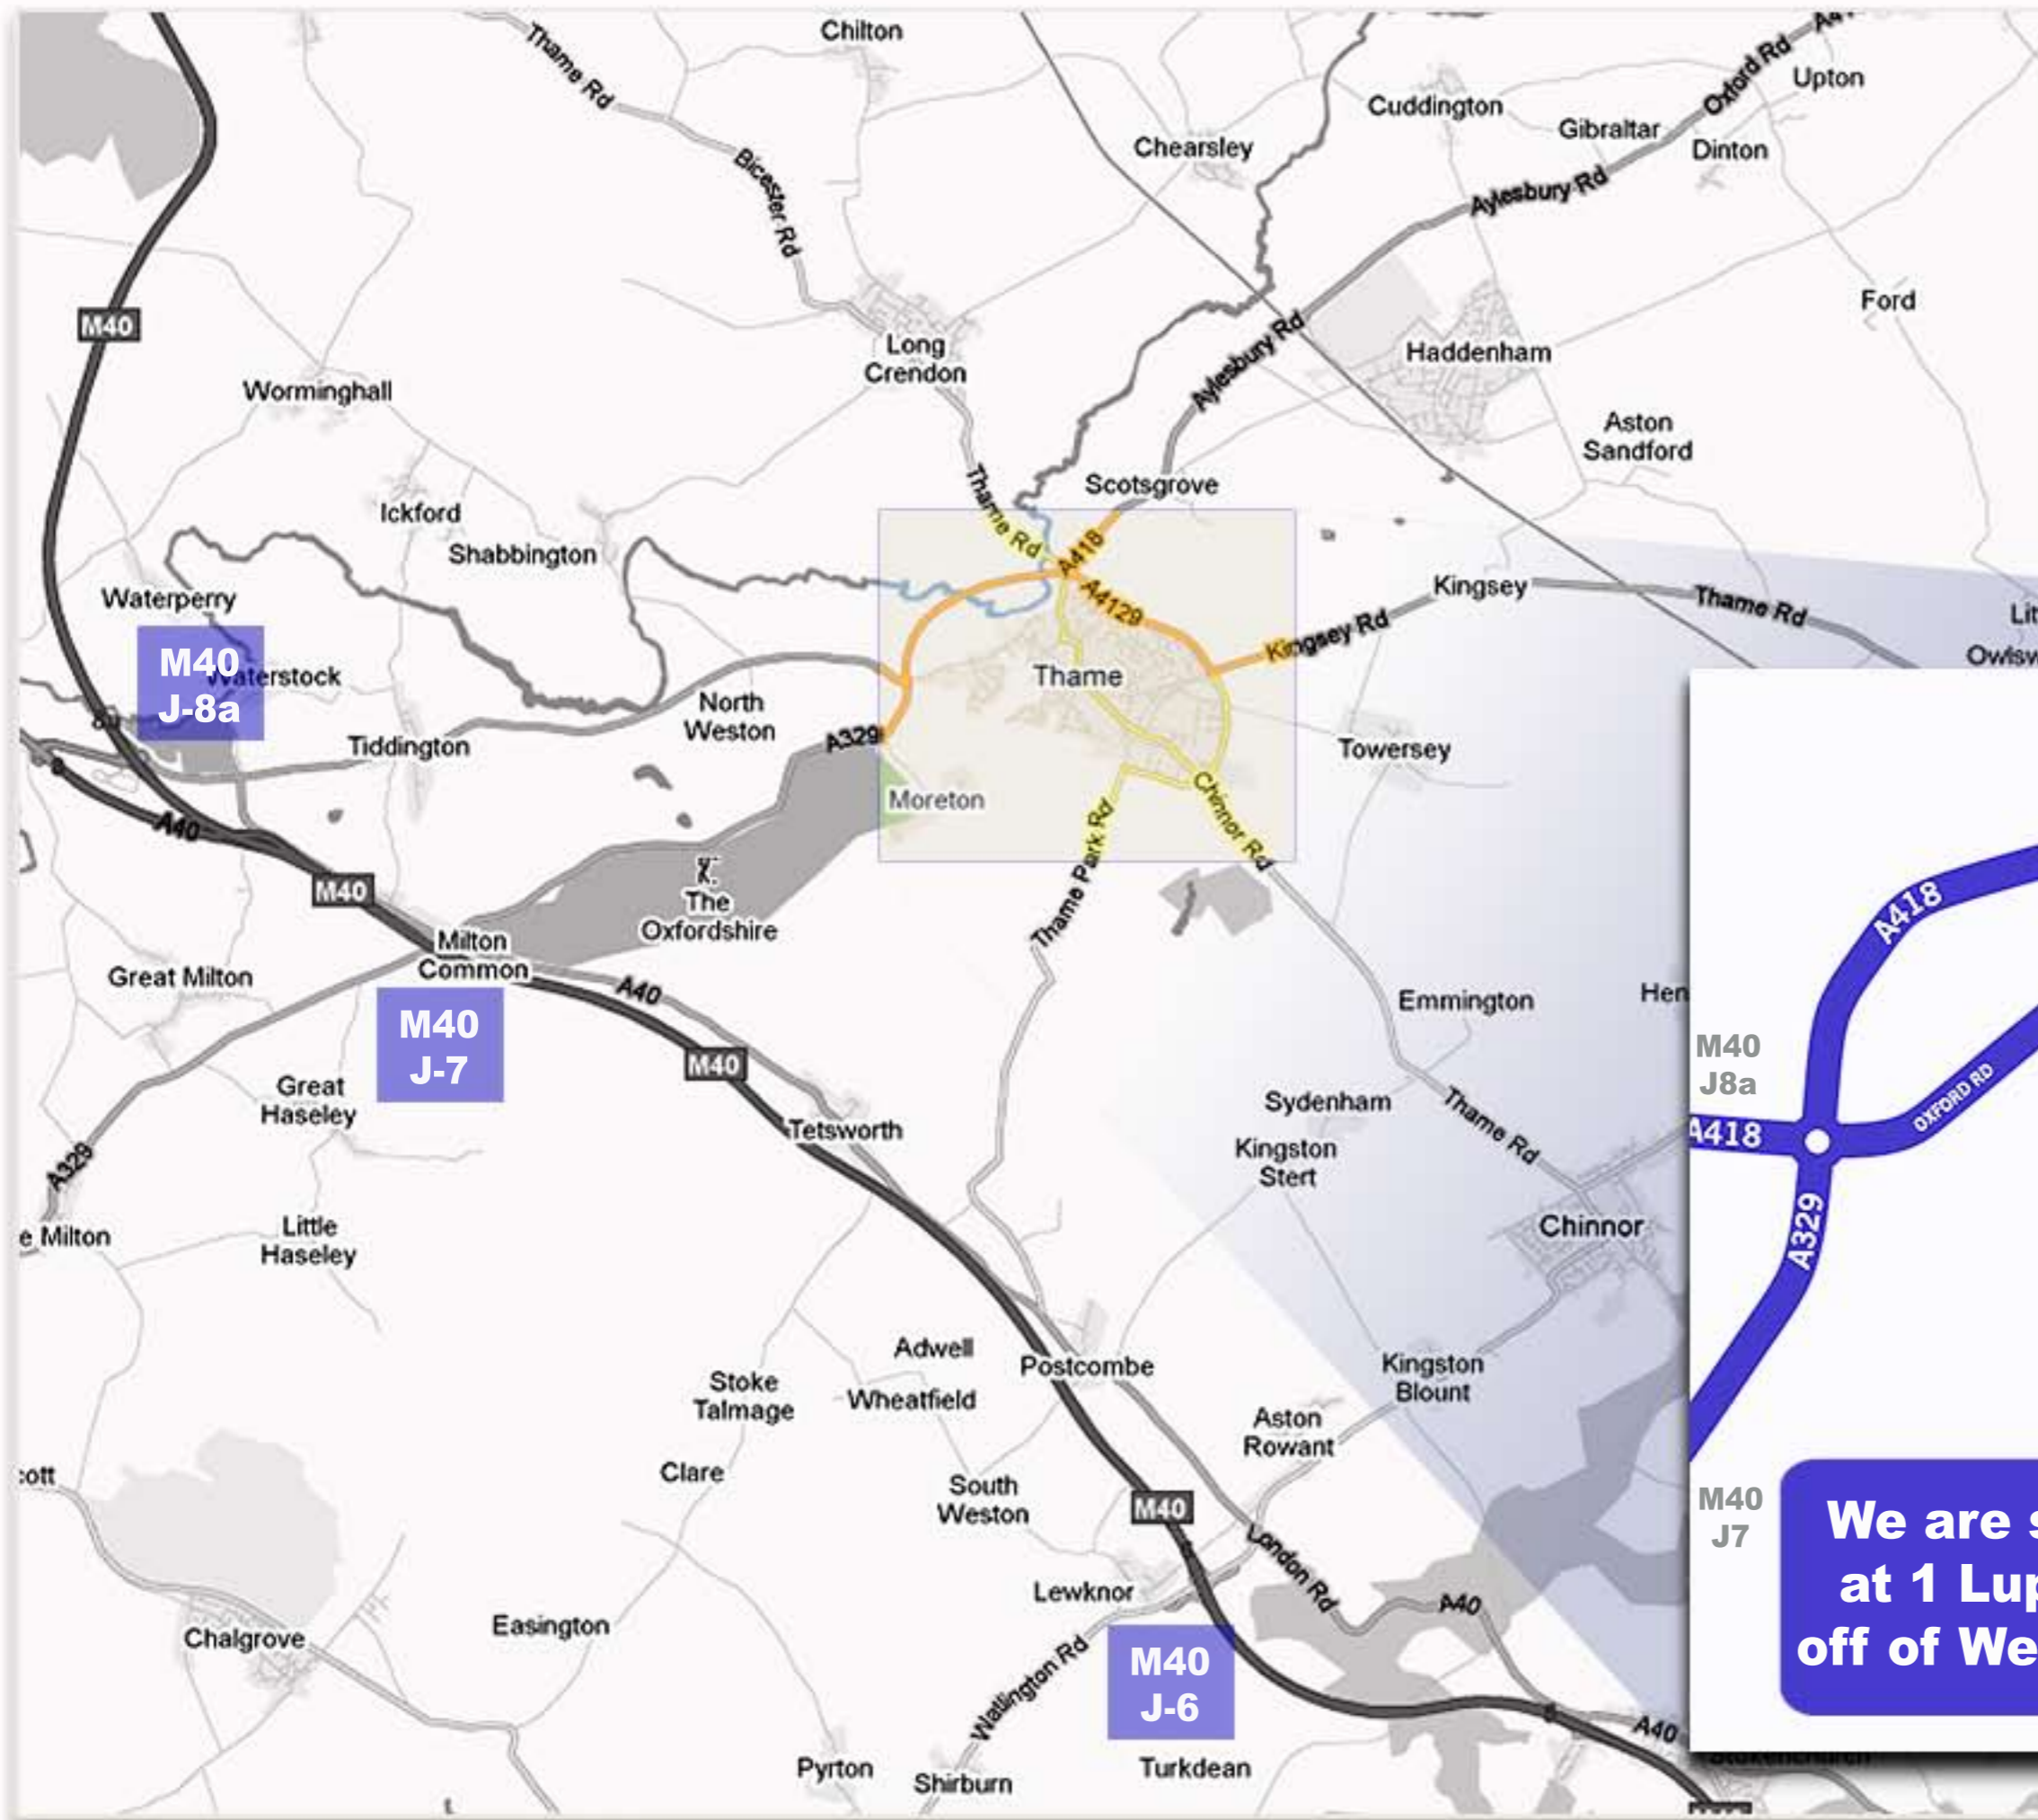 Chilton
Thame Rd
Oxford Rd
Upton
Cuddington
Gibraltar
Dinton
Chearsley
Bicester Rd
Aylesbury Rd
M40
Ford
Long
Crendon
Haddenham
Aylesbury Rd
Worminghall
Aston
Sandford
Thame Rd
Scotsgrove
Ickford
Shabbington
A418
Kingsey
Waterperry
A4129
Thame Rd
Kingsey Rd
M40
J-8a
Waterstock
Thame
North
Weston
A329
Tiddington
Towersey
Moreton
Chinnor Rd
A40
Thame Park Rd
M40
The
Oxfordshire
Milton
Common
Great Milton
A40
Emmington
M40
J-7
M40
Great
Haseley
Sydenham
Thame Rd
Tetsworth
Kingston
Stert
A329
e Milton
Little
Haseley
Chinnor
Adwell
Postcombe
Kingston
Blount
Stoke
Talmage
Wheatfield
Aston
Rowant
Clare
South
Weston
M40
London Rd
Lewknor
A40
Easington
Chalgrove
Watlington Rd
M40
J-6
A40
Pyrton
Shirburn
Turkdean
A418
M40
J8a
OXFORD RD
A418
A329
M40
J7
We are s
at 1 Lup
off of We